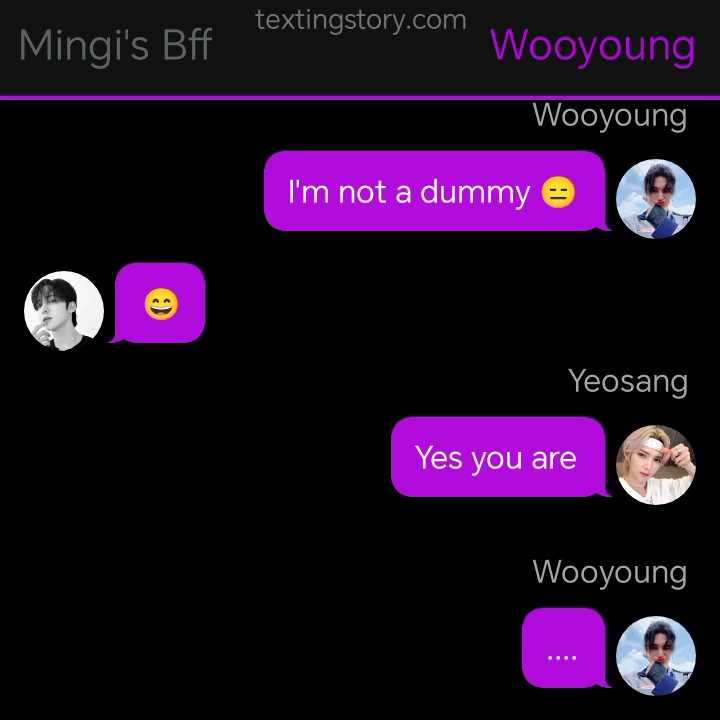 textingstory.com
Mingi's Bff
Wooyoung
Wooyoung
I'm not a dummy 😑
😄
Yeosang
Yes you are
Wooyoung
....